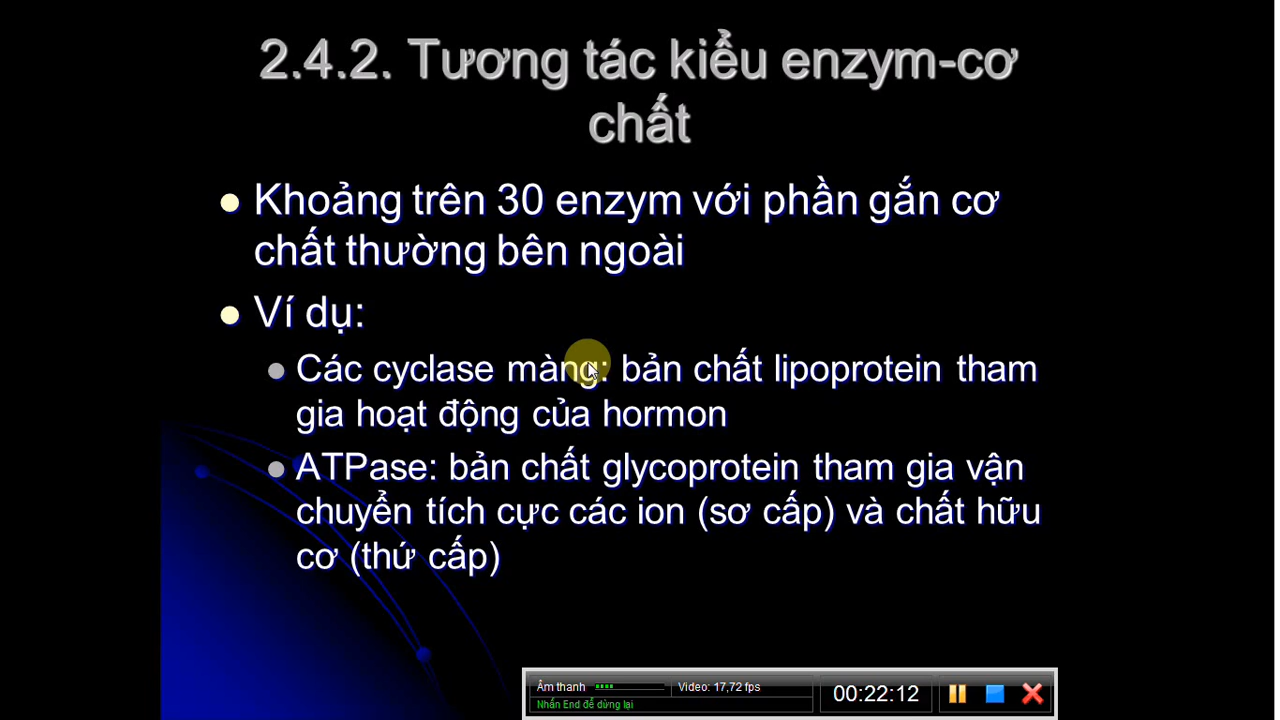 2.4.2. Tương tác kiểu enzym-cơ
chất
Khoảng trên 30 enzym với phần gắn cơ
chất thường bên ngoài
Ví dụ:
Các cyclase màng: bản chất lipoprotein tham
gia hoạt động của hormon
ATPase: bản chất glycoprotein tham gia vận
chuyển tích cực các ion (sơ cấp) và chất hữu
cơ (thứ cấp)
Âm thanh
Video: 17,72 fps
00:22:12
Nhấn End để dừng lại